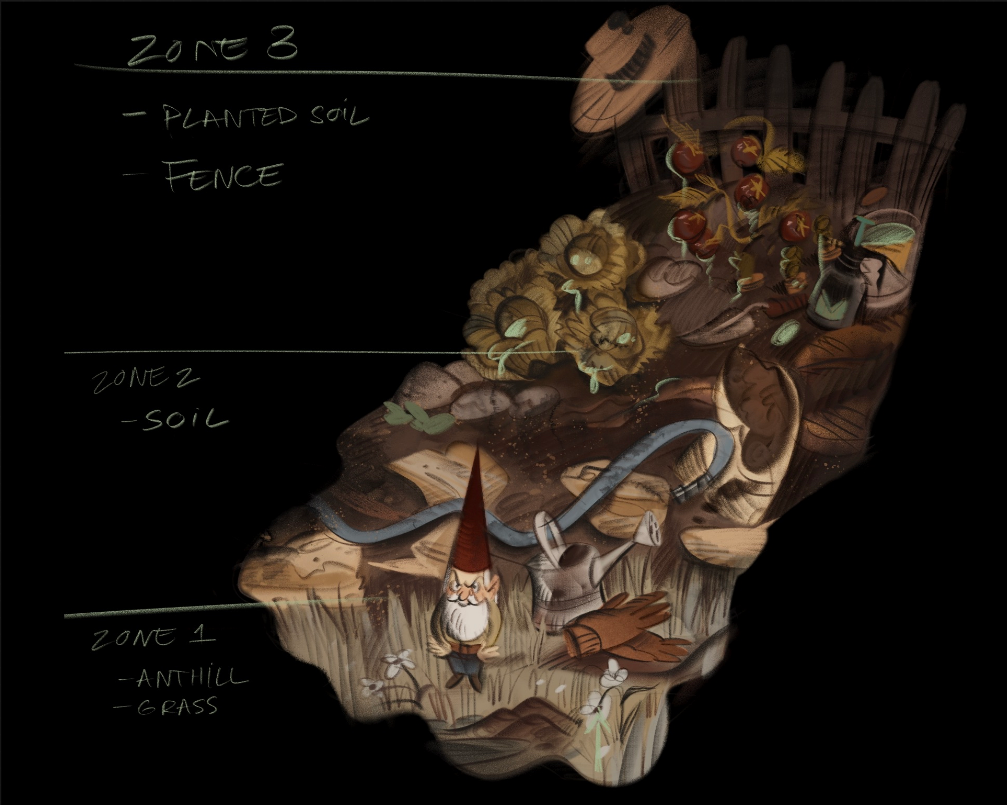 ZONE 3
- PLANTED SOIL
- FENCE
ZONE 2
- SOIL
ZONE 1
- ANTHILL
- GRASS